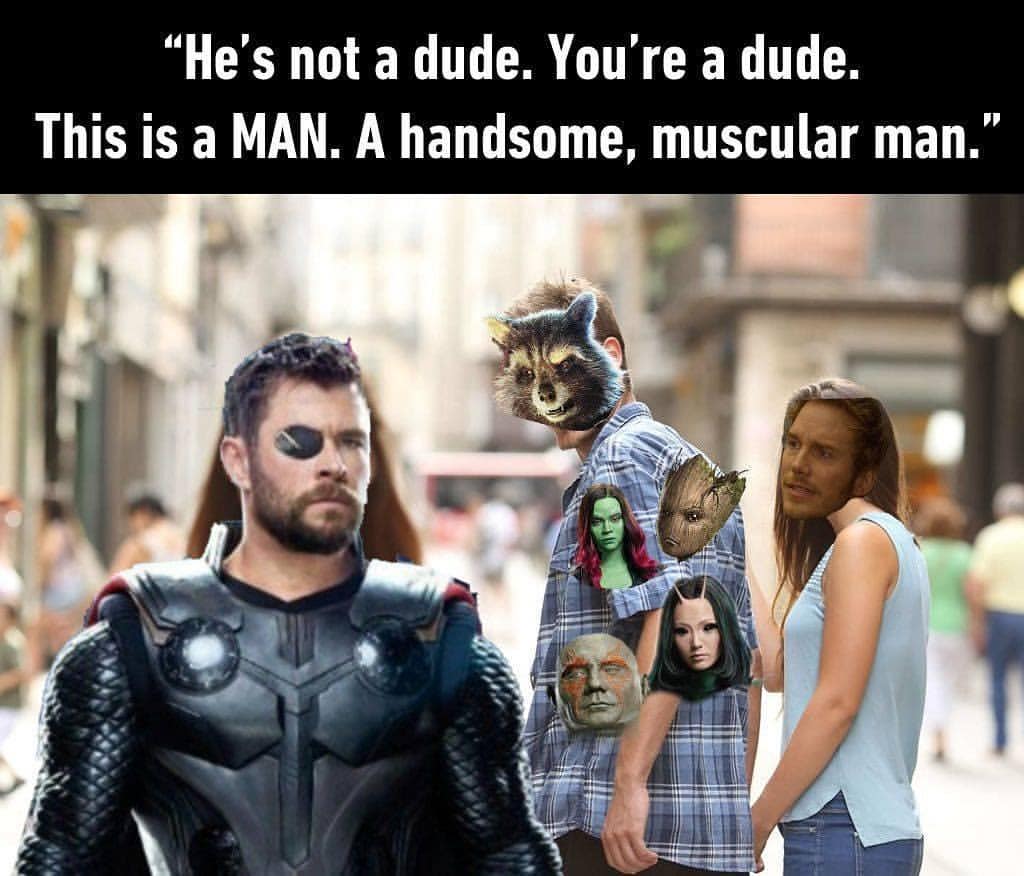 “He’s not a dude. You’re a dude.
This is a MAN. A handsome, muscular man.”